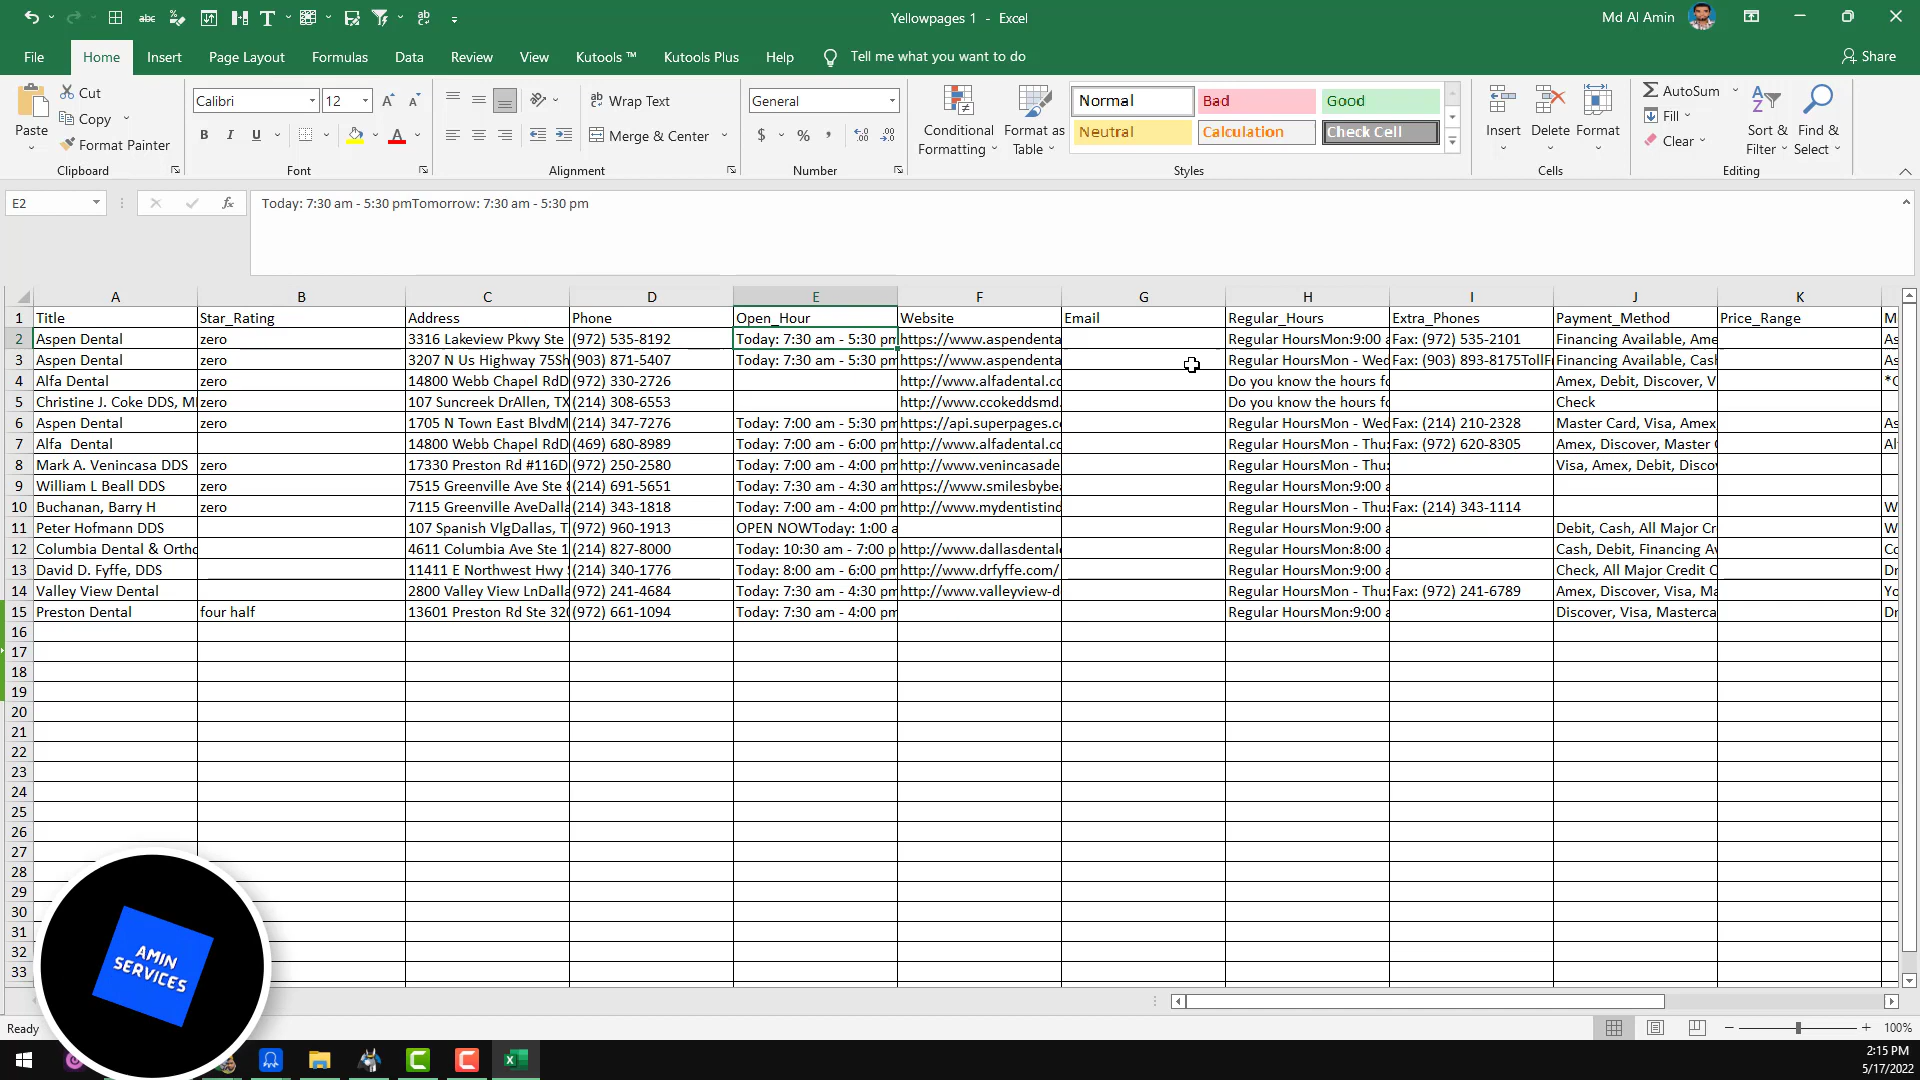 Yellowpages 1 - Excel
Md Al Amin
File Home Insert Page Layout Formulas Data Review View Kutools ™ Kutools Plus Help Tell me what you want to do Share
Paste
Cut
Copy
Format Painter
Clipboard
Calibri 12
B I U
Font
Wrap Text
Merge & Center
Alignment
General
$ % ,
Number
Conditional Formatting
Format as Table
Normal Bad Good
Neutral Calculation Check Cell
Styles
Insert Delete Format
Cells
AutoSum
Fill
Clear
Sort & Filter
Find & Select
Editing
E2 fx Today: 7:30 am - 5:30 pmTomorrow: 7:30 am - 5:30 pm
A B C D E F G H I J K
1 Title Star_Rating Address Phone Open_Hour Website Email Regular_Hours Extra_Phones Payment_Method Price_Range M
2 Aspen Dental zero 3316 Lakeview Pkwy Ste (972) 535-8192 Today: 7:30 am - 5:30 pm https://www.aspendenta Regular HoursMon:9:00 a Fax: (972) 535-2101 Financing Available, Ame As
3 Aspen Dental zero 3207 N Us Highway 75Sh (903) 871-5407 Today: 7:30 am - 5:30 pm https://www.aspendenta Regular HoursMon - Wed Fax: (903) 893-8175TollFr Financing Available, Cash As
4 Alfa Dental zero 14800 Webb Chapel RdD (972) 330-2726 http://www.alfadental.co Do you know the hours fo Amex, Debit, Discover, V *C
5 Christine J. Coke DDS, M zero 107 Suncreek DrAllen, TX (214) 308-6553 http://www.ccokeddsmd. Do you know the hours fo Check
6 Aspen Dental zero 1705 N Town East BlvdM (214) 347-7276 Today: 7:00 am - 5:30 pm https://api.superpages.co Regular HoursMon - Wed Fax: (214) 210-2328 Master Card, Visa, Amex As
7 Alfa  Dental 14800 Webb Chapel RdD (469) 680-8989 Today: 7:00 am - 6:00 pm http://www.alfadental.co Regular HoursMon - Thu: Fax: (972) 620-8305 Amex, Discover, Master C Al
8 Mark A. Venincasa DDS zero 17330 Preston Rd #116D (972) 250-2580 Today: 7:00 am - 4:00 pm http://www.venincasade Regular HoursMon - Thu: Visa, Amex, Debit, Disco
9 William L Beall DDS zero 7515 Greenville Ave Ste 8 (214) 691-5651 Today: 7:30 am - 4:30 am https://www.smilesbybe Regular HoursMon:9:00 a
10 Buchanan, Barry H zero 7115 Greenville AveDalla (214) 343-1818 Today: 7:00 am - 4:00 pm https://www.mydentistind Regular HoursMon - Thu: Fax: (214) 343-1114 W
11 Peter Hofmann DDS 107 Spanish VlgDallas, T (972) 960-1913 OPEN NOWToday: 1:00 a Regular HoursMon:9:00 a Debit, Cash, All Major Cr W
12 Columbia Dental & Ortho 4611 Columbia Ave Ste 1 (214) 827-8000 Today: 10:30 am - 7:00 p http://www.dallasdental Regular HoursMon:8:00 a Cash, Debit, Financing Av Co
13 David D. Fyffe, DDS 11411 E Northwest Hwy S (214) 340-1776 Today: 8:00 am - 6:00 pm http://www.drfyffe.com/ Regular HoursMon:9:00 a Check, All Major Credit C Dr
14 Valley View Dental 2800 Valley View LnDalla (972) 241-4684 Today: 7:30 am - 4:30 pm http://www.valleyview-d Regular HoursMon - Thu: Fax: (972) 241-6789 Amex, Discover, Visa, Ma Yo
15 Preston Dental four half 13601 Preston Rd Ste 320 (972) 661-1094 Today: 7:30 am - 4:00 pm Regular HoursMon:9:00 a Discover, Visa, Masterca Dr
16
17
18
19
20
21
22
23
24
25
26
27
28
29
30
31
32
33
AMIN
SERVICES
Ready
100%
2:15 PM
5/17/2022